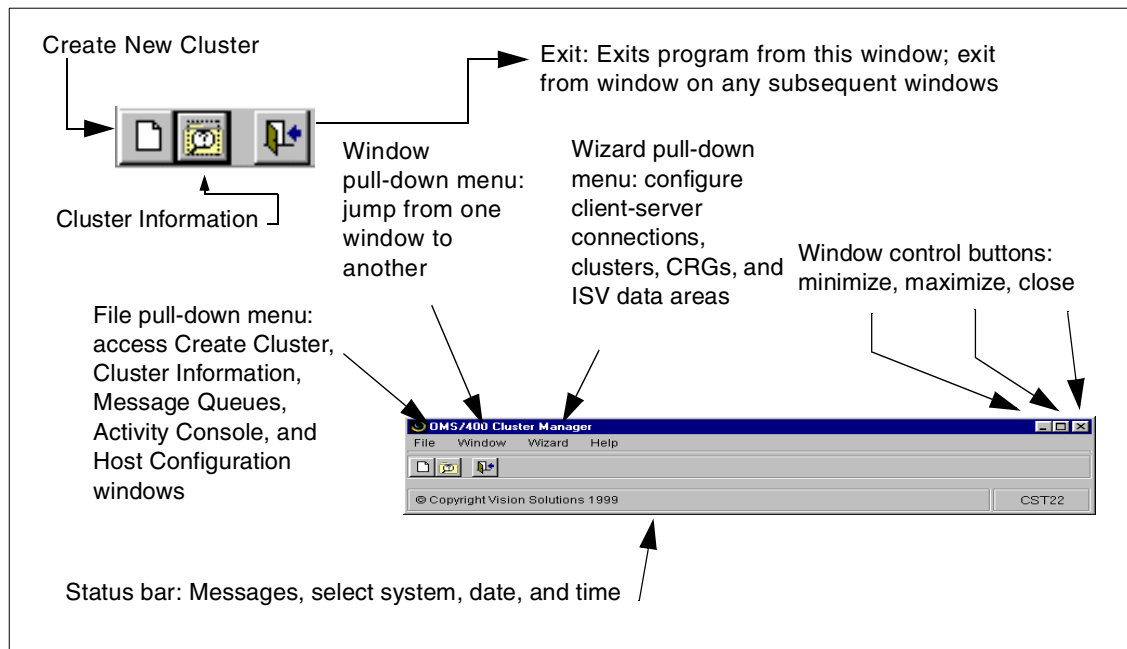 Create New Cluster
Exit: Exits program from this window; exit
from window on any subsequent windows
Cluster Information
Window
pull-down menu:
jump from one
window to
another
Wizard pull-down
menu: configure
client-server
connections,
clusters, CRGs, and
ISV data areas
Window control buttons:
minimize, maximize, close
File pull-down menu:
access Create Cluster,
Cluster Information,
Message Queues,
Activity Console, and
Host Configuration
windows
OMS/400 Cluster Manager
File Window Wizard Help
© Copyright Vision Solutions 1999 CST22
Status bar: Messages, select system, date, and time